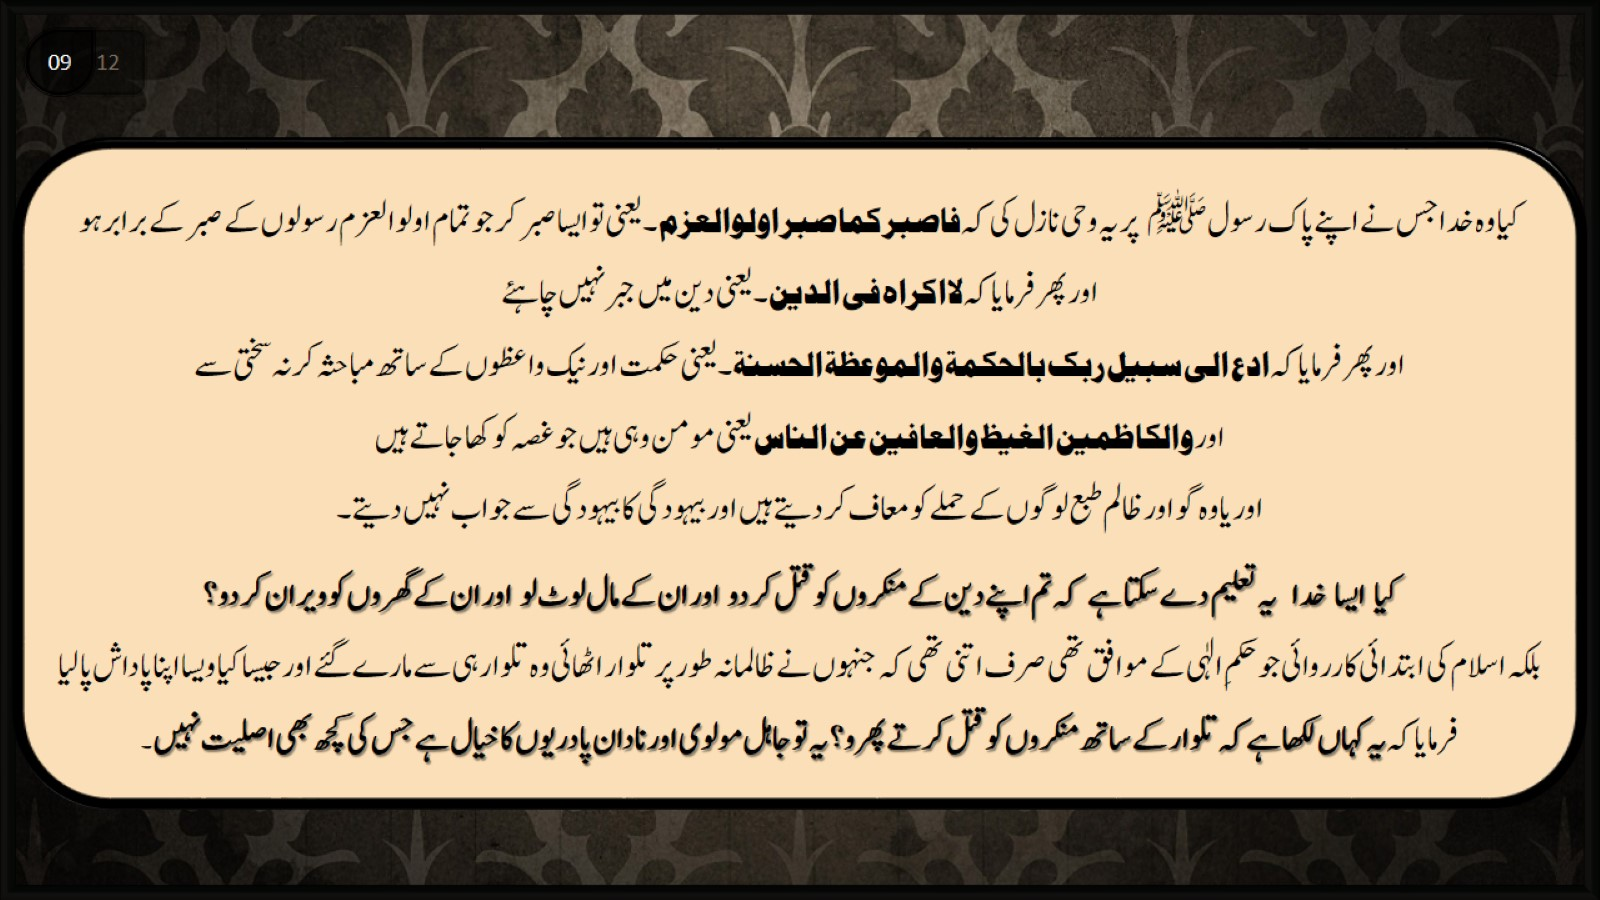 09 12
کیا وہ خدا جس نے اپنے پاک رسول ﷺ پر یہ وحی نازل کی کہ فاصبر کما صبر اولوالعزم۔ یعنی تو ایسا صبر کر جو تمام اولوالعزم رسولوں کے صبر کے برابر ہو
اور پھر فرمایا کہ لا اکراہ فی الدین۔ یعنی دین میں جبر نہیں چاہئے
اور پھر فرمایا کہ ادع الی سبیل ربک بالحکمة والموعظة الحسنة۔ یعنی حکمت اور نیک واعظوں کے ساتھ مباحثہ کر نہ سختی سے
اور والکاظمین الغیظ والعافین عن الناس یعنی مومن وہی ہیں جو غصہ کو کھا جاتے ہیں
اور یاوہ گو اور ظالم طبع لوگوں کے حملے کو معاف کر دیتے ہیں اور بیہودگی کا بیہودگی سے جواب نہیں دیتے۔
کیا ایسا خدا یہ تعلیم دے سکتا ہے کہ تم اپنے دین کے منکروں کو قتل کر دو اور ان کے مال لوٹ لو اور ان کے گھروں کو ویران کر دو؟
بلکہ اسلام کی ابتدائی کارروائی جو حکمِ الٰہی کے موافق تھی صرف اتنی تھی کہ جنہوں نے ظالمانہ طور پر تلوار اٹھائی وہ تلوار ہی سے مارے گئے اور جیسا کیا ویسا اپنا پاداش پا لیا
فرمایا کہ یہ کہاں لکھا ہے کہ تلوار کے ساتھ منکروں کو قتل کرتے پھرو؟ یہ تو جاہل مولوی اور نادان پادریوں کا خیال ہے جس کی کچھ بھی اصلیت نہیں۔